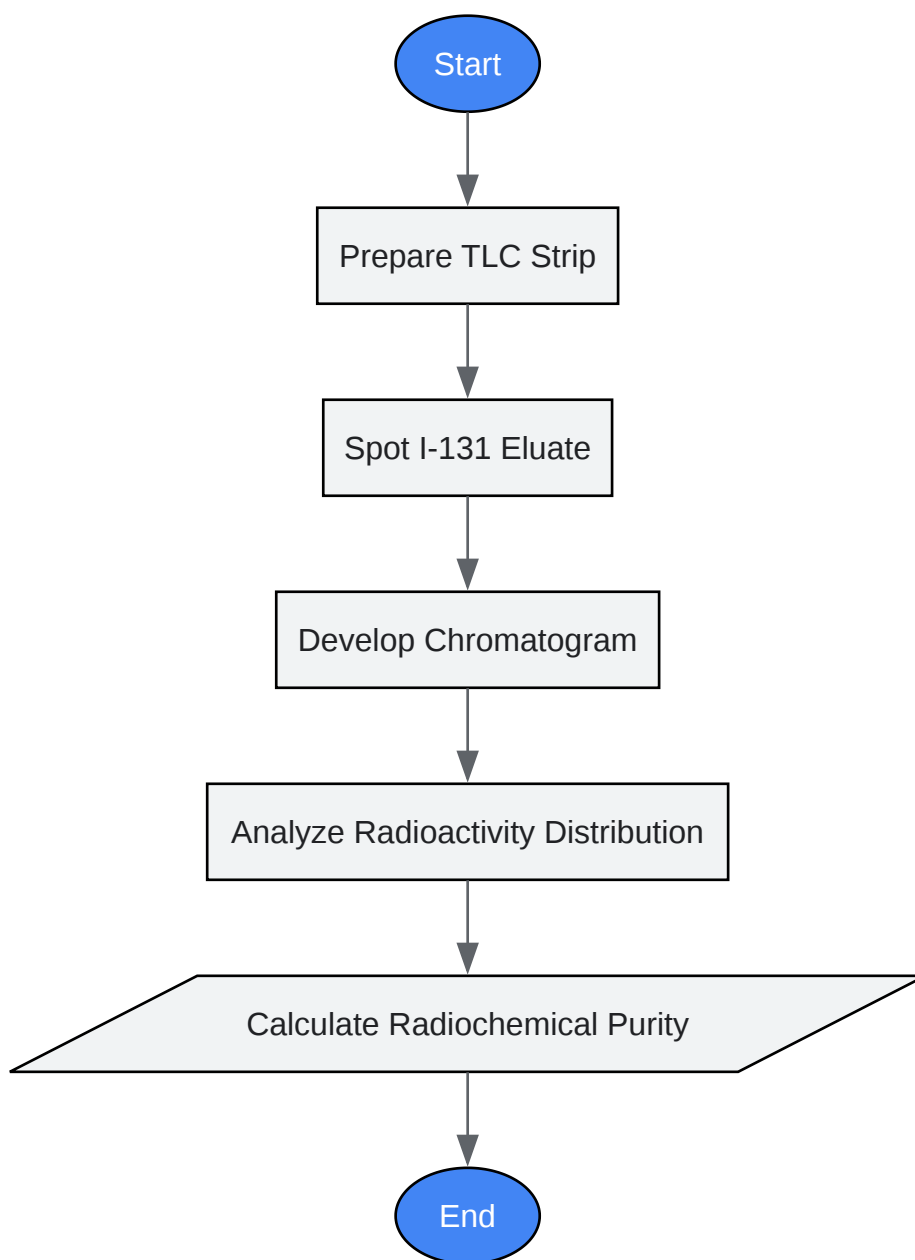 Start
Prepare TLC Strip
Spot I-131 Eluate
Develop Chromatogram
Analyze Radioactivity Distribution
Calculate Radiochemical Purity
End